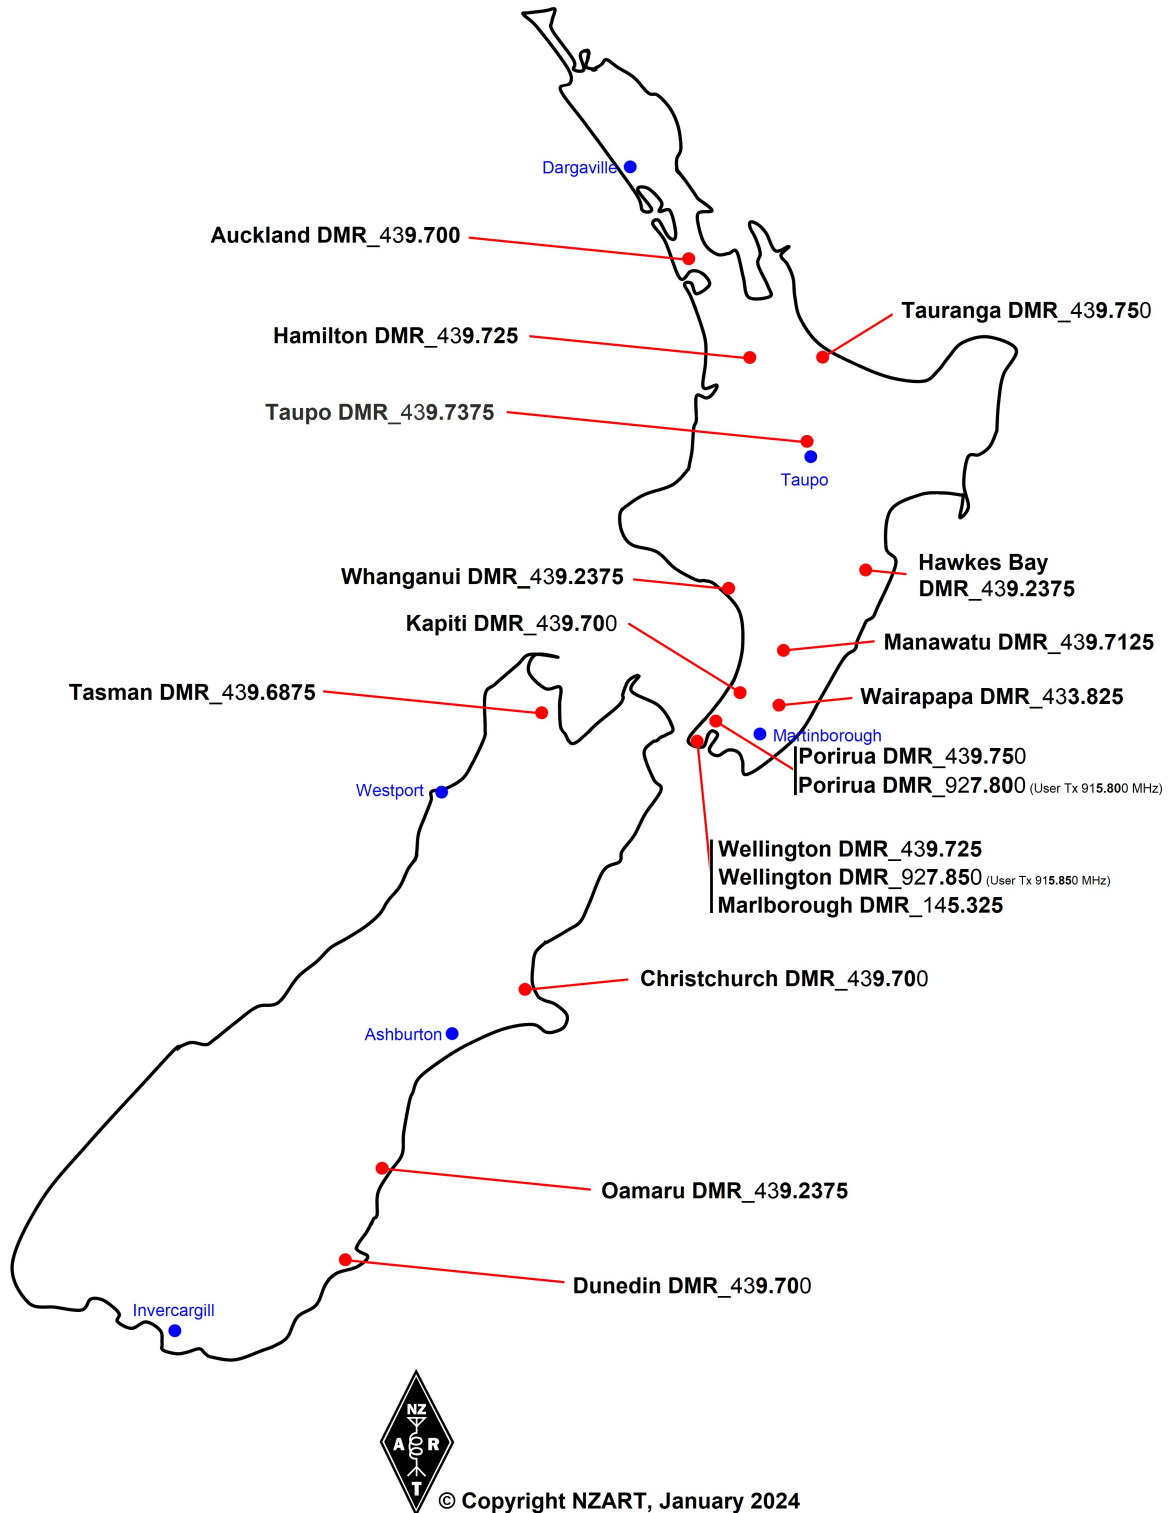 Dargaville
Auckland DMR_439.700
Tauranga DMR_439.750
Hamilton DMR_439.725
Taupo DMR_439.7375
Taupo
Hawkes Bay
DMR_439.2375
Whanganui DMR_439.2375
Kapiti DMR_439.700
Manawatu DMR_439.7125
Tasman DMR_439.6875
Wairapapa DMR_433.825
Martinborough
Porirua DMR_439.750
Porirua DMR_927.800 (User Tx 915.800 MHz)
Westport
Wellington DMR_439.725
Wellington DMR_927.850 (User Tx 915.850 MHz)
Marlborough DMR_145.325
Christchurch DMR_439.700
Ashburton
Oamaru DMR_439.2375
Dunedin DMR_439.700
Invercargill
NZ
A R
T
© Copyright NZART, January 2024